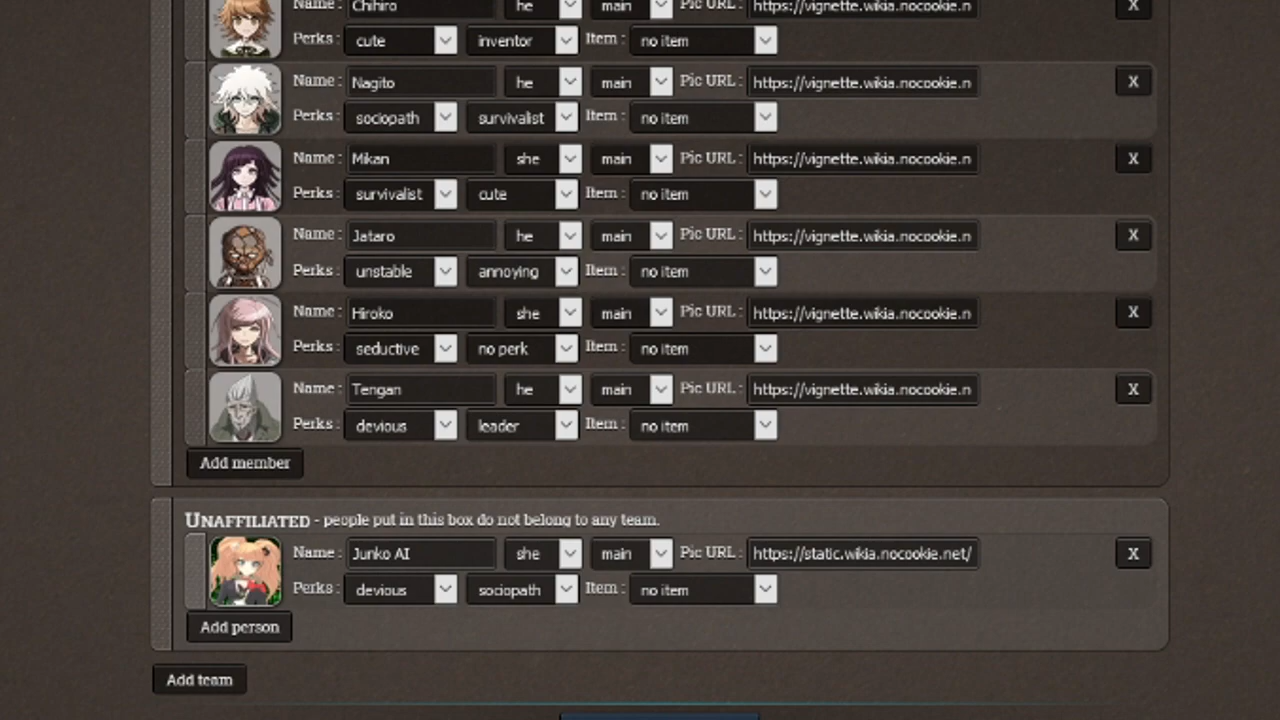 Name : Chihiro he main Pic URL : https://vignette.wikia.nocookie.n X
Perks : cute inventor Item : no item
Name : Nagito he main Pic URL : https://vignette.wikia.nocookie.n X
Perks : sociopath survivalist Item : no item
Name : Mikan she main Pic URL : https://vignette.wikia.nocookie.n X
Perks : survivalist cute Item : no item
Name : Jataro he main Pic URL : https://vignette.wikia.nocookie.n X
Perks : unstable annoying Item : no item
Name : Hiroko she main Pic URL : https://vignette.wikia.nocookie.n X
Perks : seductive no perk Item : no item
Name : Tengan he main Pic URL : https://vignette.wikia.nocookie.n X
Perks : devious leader Item : no item
Add member
UNAFFILIATED - people put in this box do not belong to any team.
Name : Junko AI she main Pic URL : https://static.wikia.nocookie.net/ X
Perks : devious sociopath Item : no item
Add person
Add team